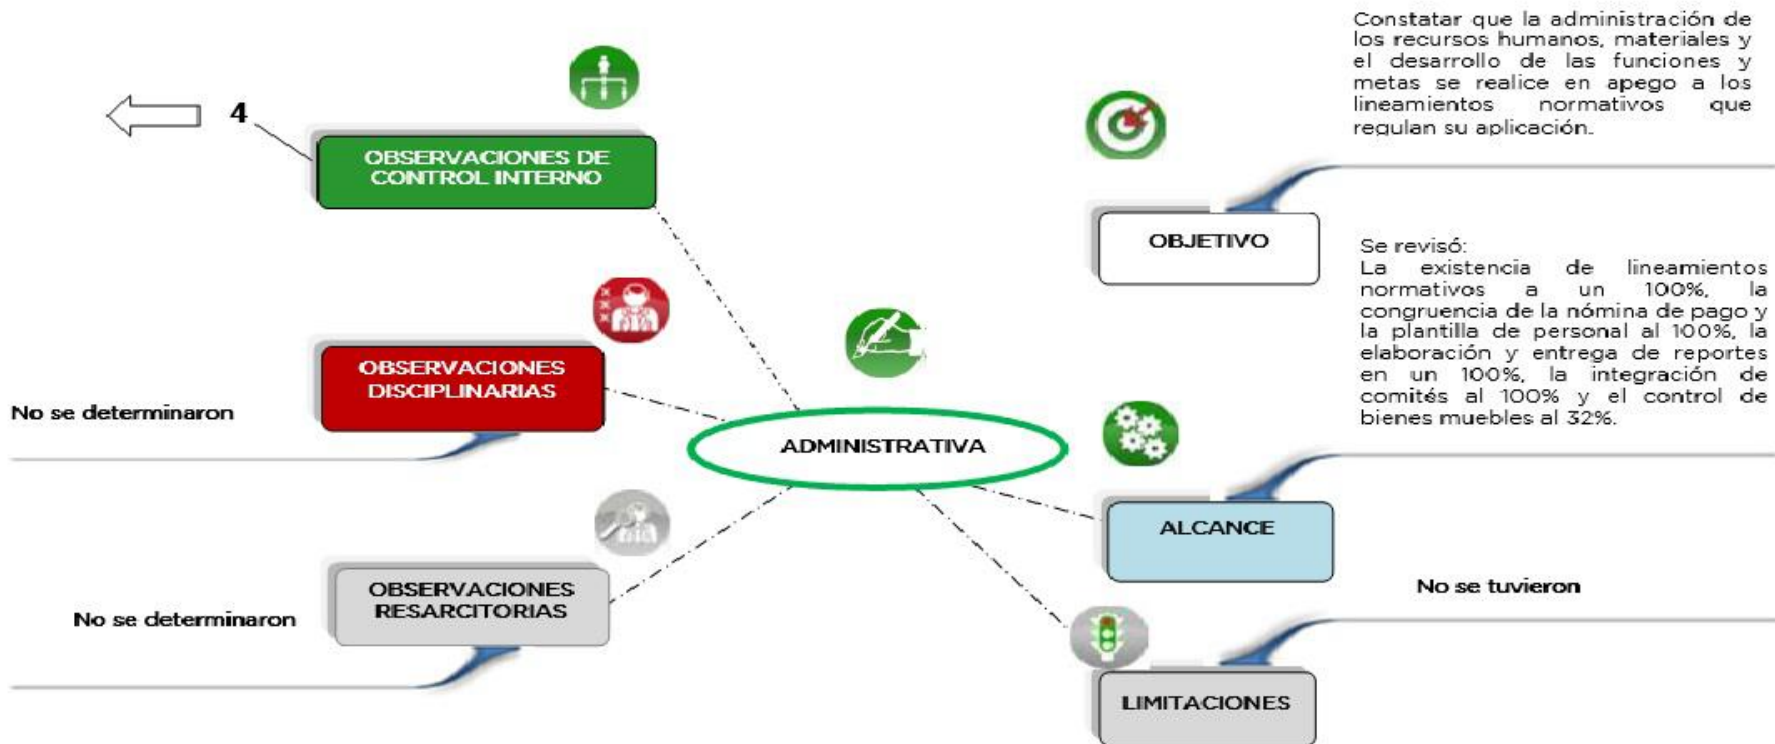 4
OBSERVACIONES DE
CONTROL INTERNO
OBSERVACIONES
DISCIPLINARIAS
No se determinaron
OBSERVACIONES
RESARCITORIAS
No se determinaron
ADMINISTRATIVA
Constatar que la administración de
los recursos humanos, materiales y
el desarrollo de las funciones y
metas se realice en apego a los
lineamientos normativos que
regulan su aplicación.
OBJETIVO
Se revisó:
La existencia de lineamientos
normativos a un 100%, la
congruencia de la nómina de pago y
la plantilla de personal al 100%, la
elaboración y entrega de reportes
en un 100%, la integración de
comités al 100% y el control de
bienes muebles al 32%.
ALCANCE
No se tuvieron
LIMITACIONES